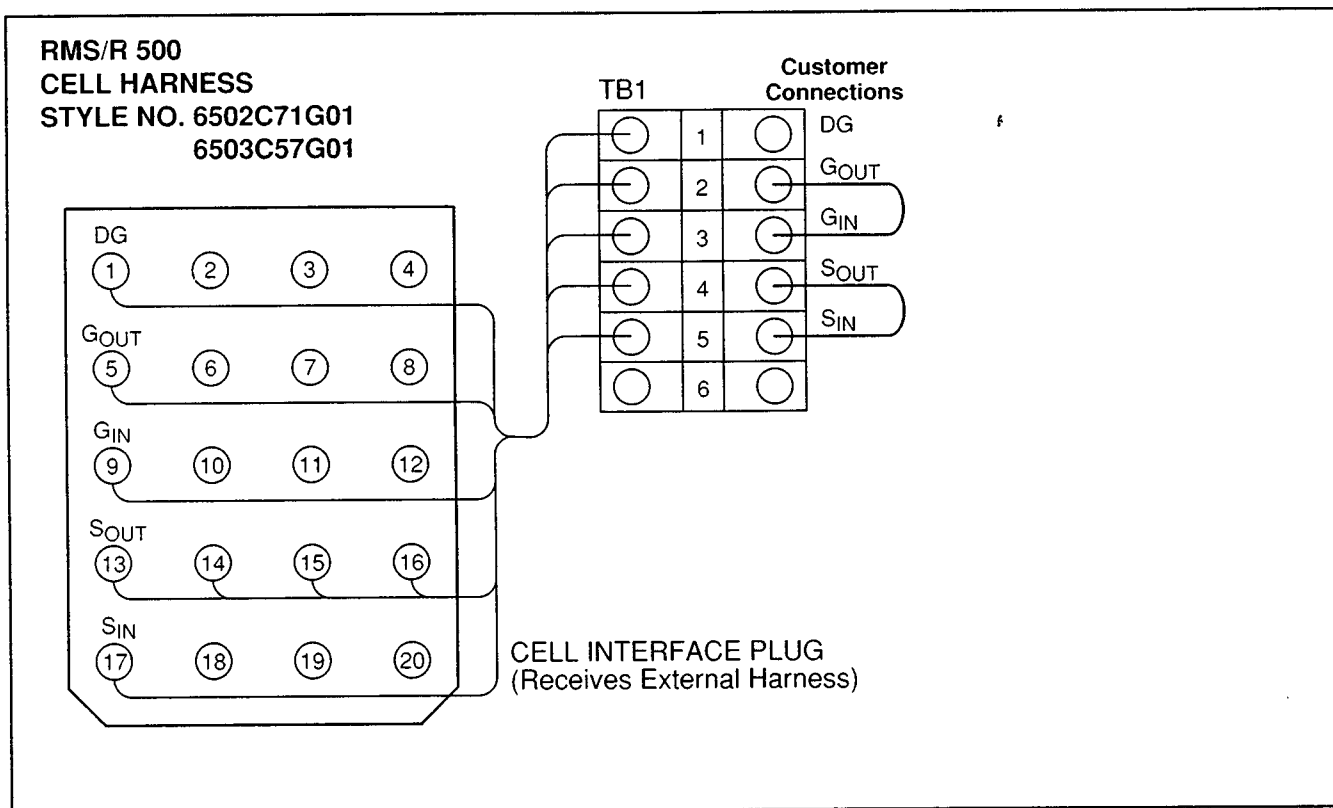 RMS/R 500
CELL HARNESS
STYLE NO. 6502C71G01
6503C57G01
TB1
Customer
Connections
1 DG
2 GOUT
3 GIN
4 SOUT
5 SIN
6
DG
1 2 3 4
GOUT
5 6 7 8
GIN
9 10 11 12
SOUT
13 14 15 16
SIN
17 18 19 20
CELL INTERFACE PLUG
(Receives External Harness)